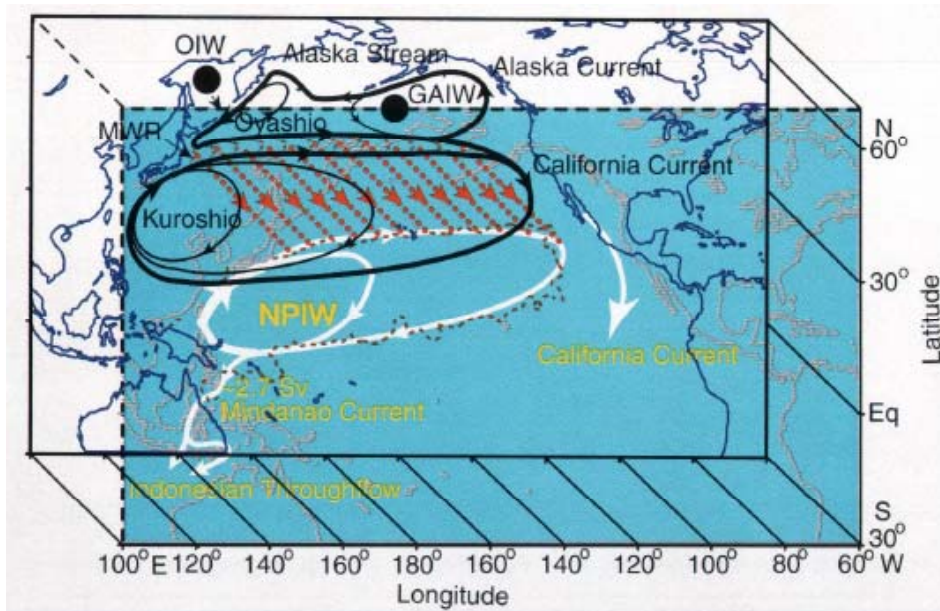 OIW
Alaska Stream
Alaska Current
GAIW
Oyashio
MWR
N
60°
California Current
Kuroshio
30°
NPIW
Latitude
California Current
~2.7 Sv
Mindanao Current
Eq
Indonesian Throughflow
S
30°
100°E 120° 140° 160° 180° 160° 140° 120° 100° 80° 60°W
Longitude